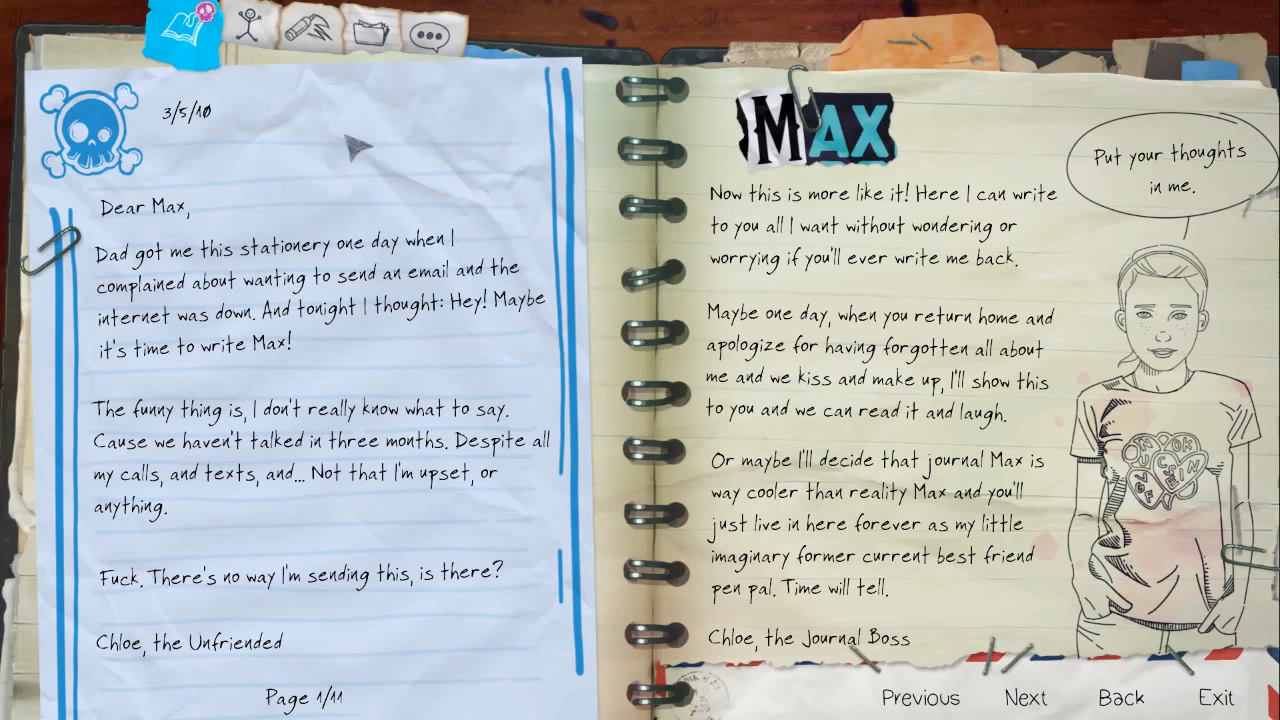 3/5/10
Dear Max,
Dad got me this stationery one day when I
complained about wanting to send an email and the
internet was down. And tonight I thought: Hey! Maybe
it's time to write Max!
The funny thing is, I don't really know what to say.
Cause we haven't talked in three months. Despite all
my calls, and texts, and... Not that I'm upset, or
anything.
Fuck. There's no way I'm sending this, is there?
Chloe, the Unfriended
Page 1/11
MAX
Now this is more like it! Here I can write
to you all I want without wondering or
worrying if you'll ever write me back.
Maybe one day, when you return home and
apologize for having forgotten all about
me and we kiss and make up, I'll show this
to you and we can read it and laugh.
Or maybe I'll decide that journal Max is
way cooler than reality Max and you'll
just live in here forever as my little
imaginary former current best friend
pen pal. Time will tell.
Chloe, the Journal Boss
Put your thoughts
in me.
Previous Next Back Exit